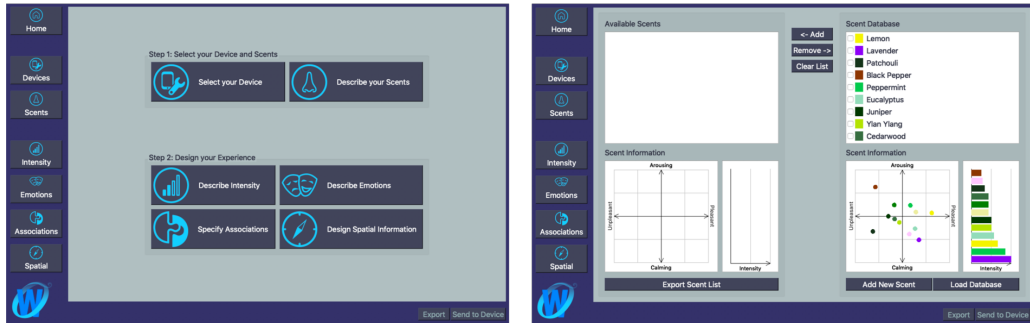 Home
Devices
Scents
Intensity
Emotions
Associations
Spatial
Step 1: Select your Device and Scents
Select your Device
Describe your Scents
Step 2: Design your Experience
Describe Intensity
Describe Emotions
Specify Associations
Design Spatial Information
W
Export
Send to Device
Home
Devices
Scents
Intensity
Emotions
Associations
Spatial
Available Scents
<- Add
Remove ->
Clear List
Scent Database
Lemon
Lavender
Patchouli
Black Pepper
Peppermint
Eucalyptus
Juniper
Ylan Ylang
Cedarwood
Scent Information
Arousing
Unpleasant
Pleasant
Calming
Intensity
Export Scent List
Scent Information
Arousing
Unpleasant
Pleasant
Calming
Intensity
Add New Scent
Load Database
W
Export
Send to Device